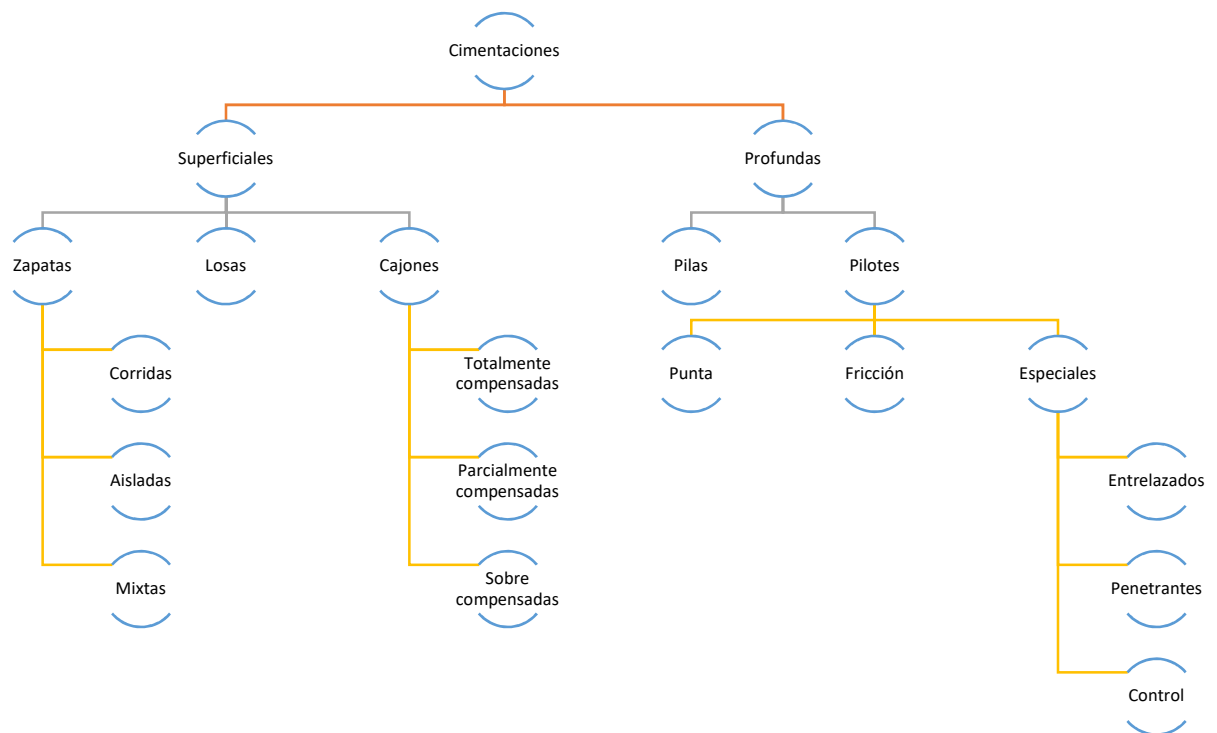 Cimentaciones
Superficiales
Profundas
Zapatas
Losas
Cajones
Pilas
Pilotes
Corridas
Aisladas
Mixtas
Totalmente
compensadas
Parcialmente
compensadas
Sobre
compensadas
Punta
Fricción
Especiales
Entrelazados
Penetrantes
Control